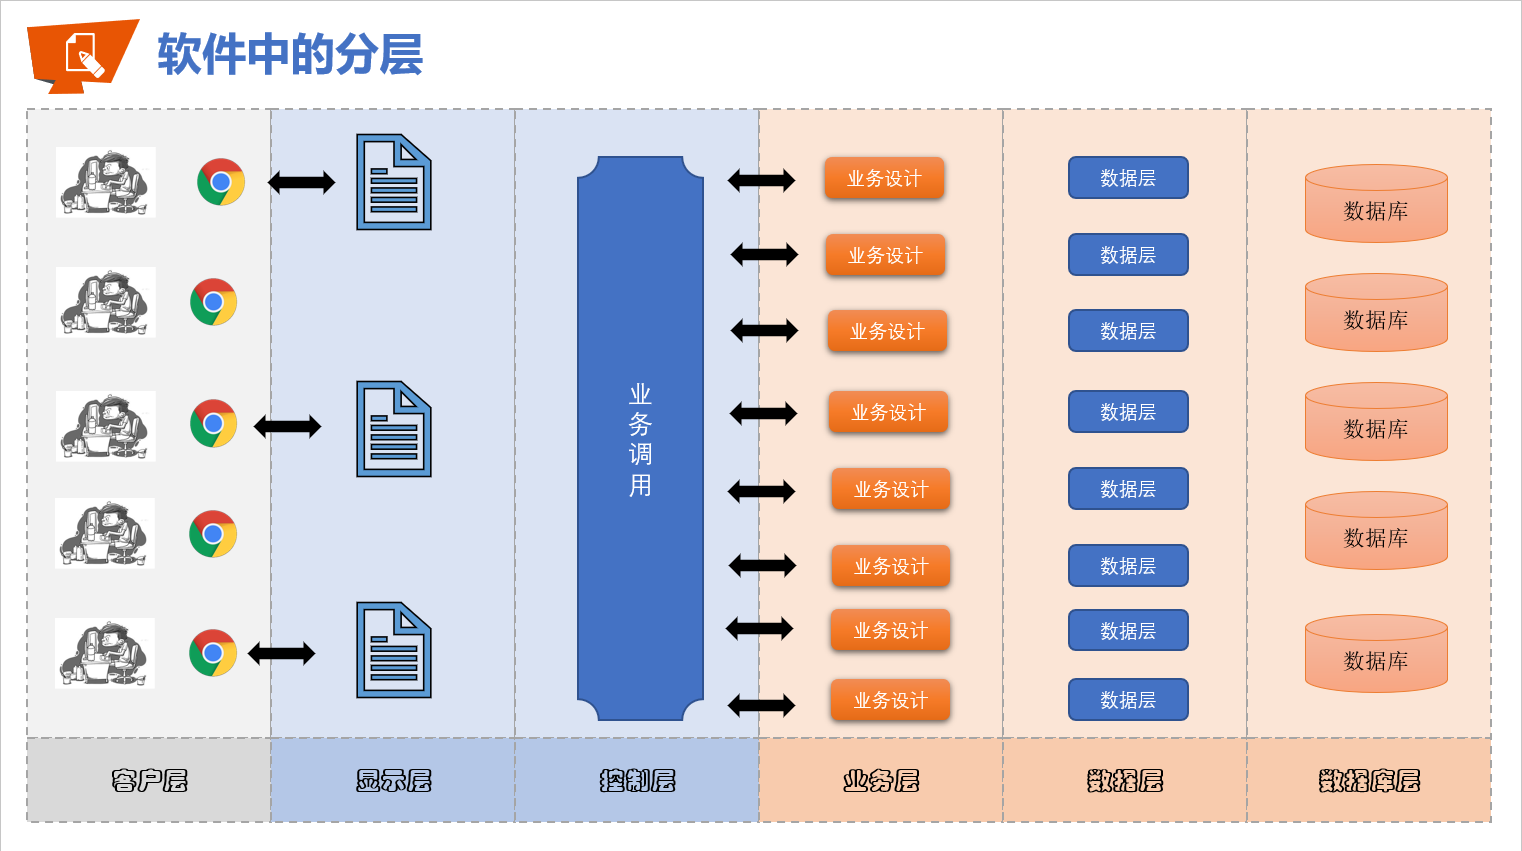 软件中的分层
业务设计
数据层
数据库
业务设计
数据层
数据库
业务设计
数据层
业
务
调
用
业务设计
数据层
数据库
业务设计
数据层
数据库
业务设计
数据层
业务设计
数据层
数据库
业务设计
数据层
客户层
显示层
控制层
业务层
数据层
数据库层